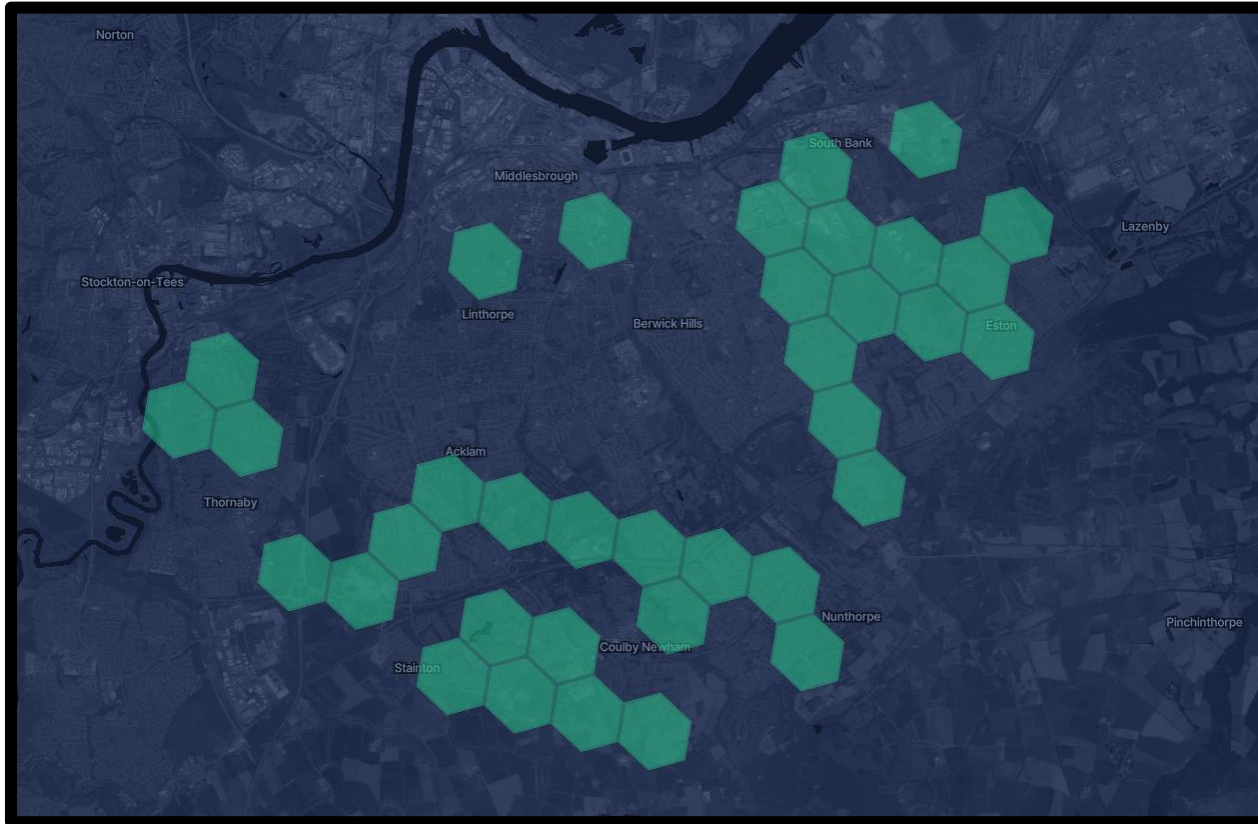 Norton
South Bank
Middlesbrough
Lazenby
Stockton-on-Tees
Linthorpe
Berwick Hills
Eston
Acklam
Thornaby
Nunthorpe
Pinchinthorpe
Coulby Newham
Stainton